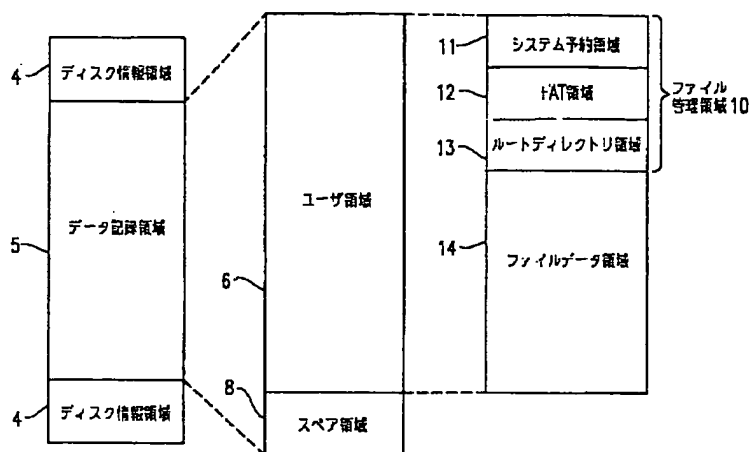 4
ディスク情報領域
5
データ記録領域
4
ディスク情報領域
6
ユーザ領域
8
スペア領域
11
システム予約領域
12
FAT領域
13
ルートディレクトリ領域
14
ファイルデータ領域
ファイル
管理領域10